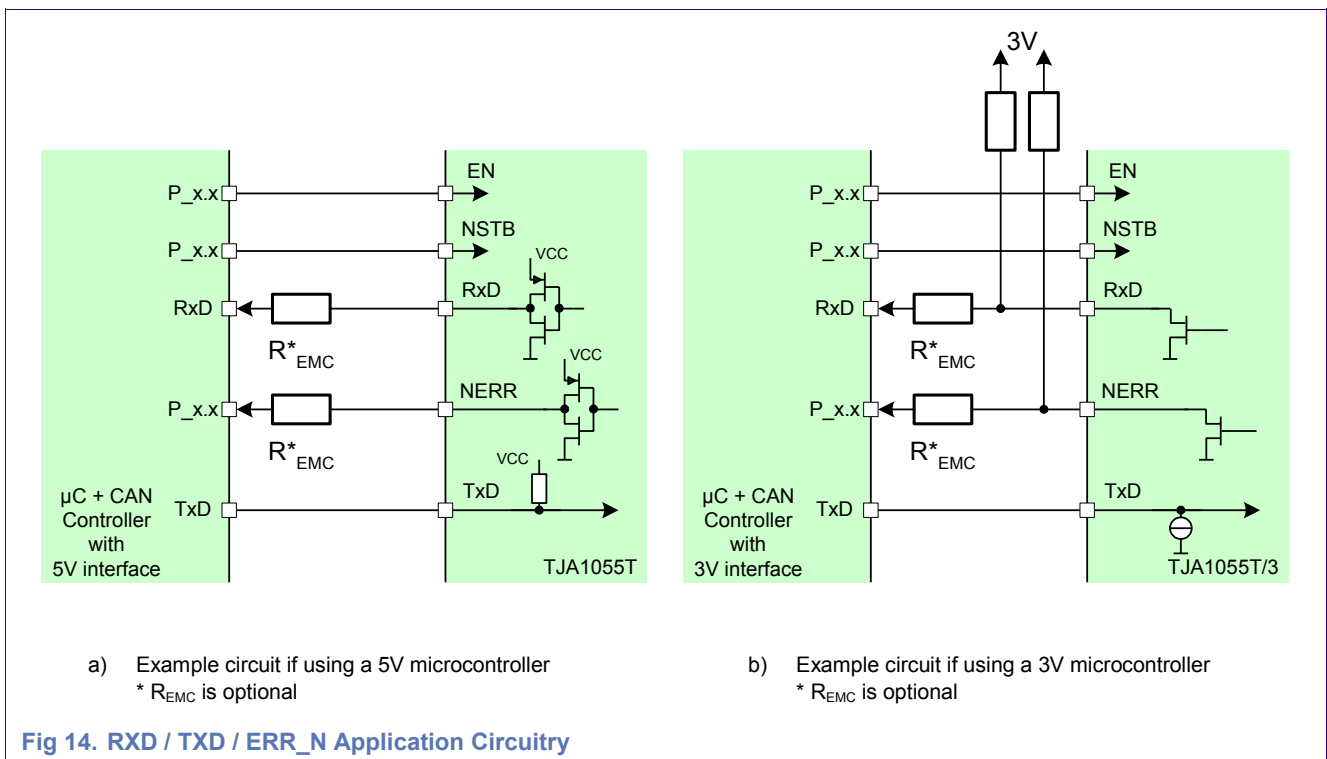 3V
EN
P_x.x
NSTB
P_x.x
VCC
RxD
RxD
R*EMC
VCC
NERR
P_x.x
R*EMC
VCC
TxD
TxD
µC + CAN
Controller
with
5V interface
TJA1055T
EN
P_x.x
NSTB
P_x.x
RxD
RxD
R*EMC
NERR
P_x.x
R*EMC
TxD
TxD
µC + CAN
Controller
with
3V interface
TJA1055T/3
a) Example circuit if using a 5V microcontroller
* REMC is optional
b) Example circuit if using a 3V microcontroller
* REMC is optional
Fig 14. RXD / TXD / ERR_N Application Circuitry